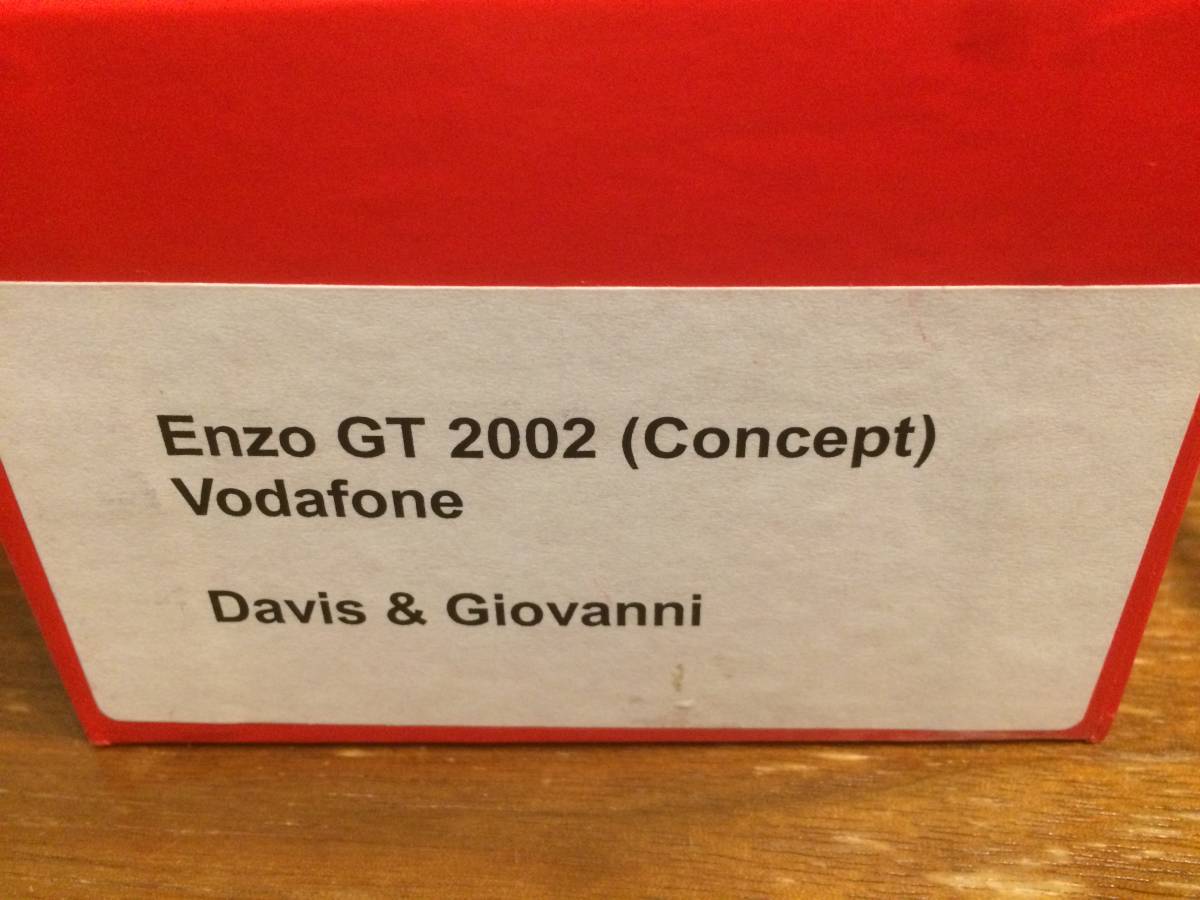 Enzo GT 2002 (Concept)
Vodafone
Davis & Giovanni